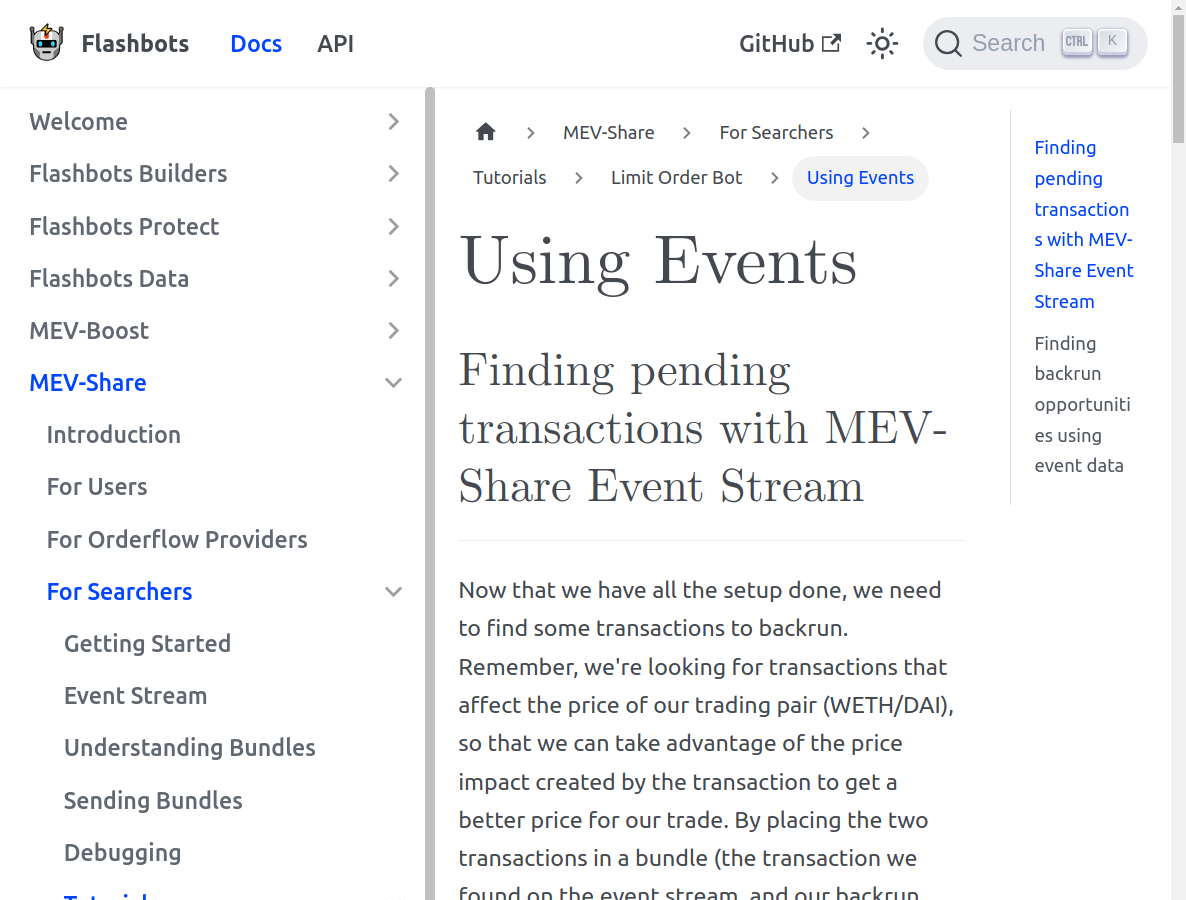 Flashbots
Docs
API
GitHub
Search
CTRL
K
Welcome
Flashbots Builders
Flashbots Protect
Flashbots Data
MEV-Boost
MEV-Share
Introduction
For Users
For Orderflow Providers
For Searchers
Getting Started
Event Stream
Understanding Bundles
Sending Bundles
Debugging
Tutorials
MEV-Share
For Searchers
Tutorials
Limit Order Bot
Using Events
Using Events
Finding pending
transactions with MEV-
Share Event Stream
Now that we have all the setup done, we need
to find some transactions to backrun.
Remember, we're looking for transactions that
affect the price of our trading pair (WETH/DAI),
so that we can take advantage of the price
impact created by the transaction to get a
better price for our trade. By placing the two
transactions in a bundle (the transaction we
found on the event stream, and our backrun
Finding
pending
transaction
s with MEV-
Share Event
Stream
Finding
backrun
opportuniti
es using
event data